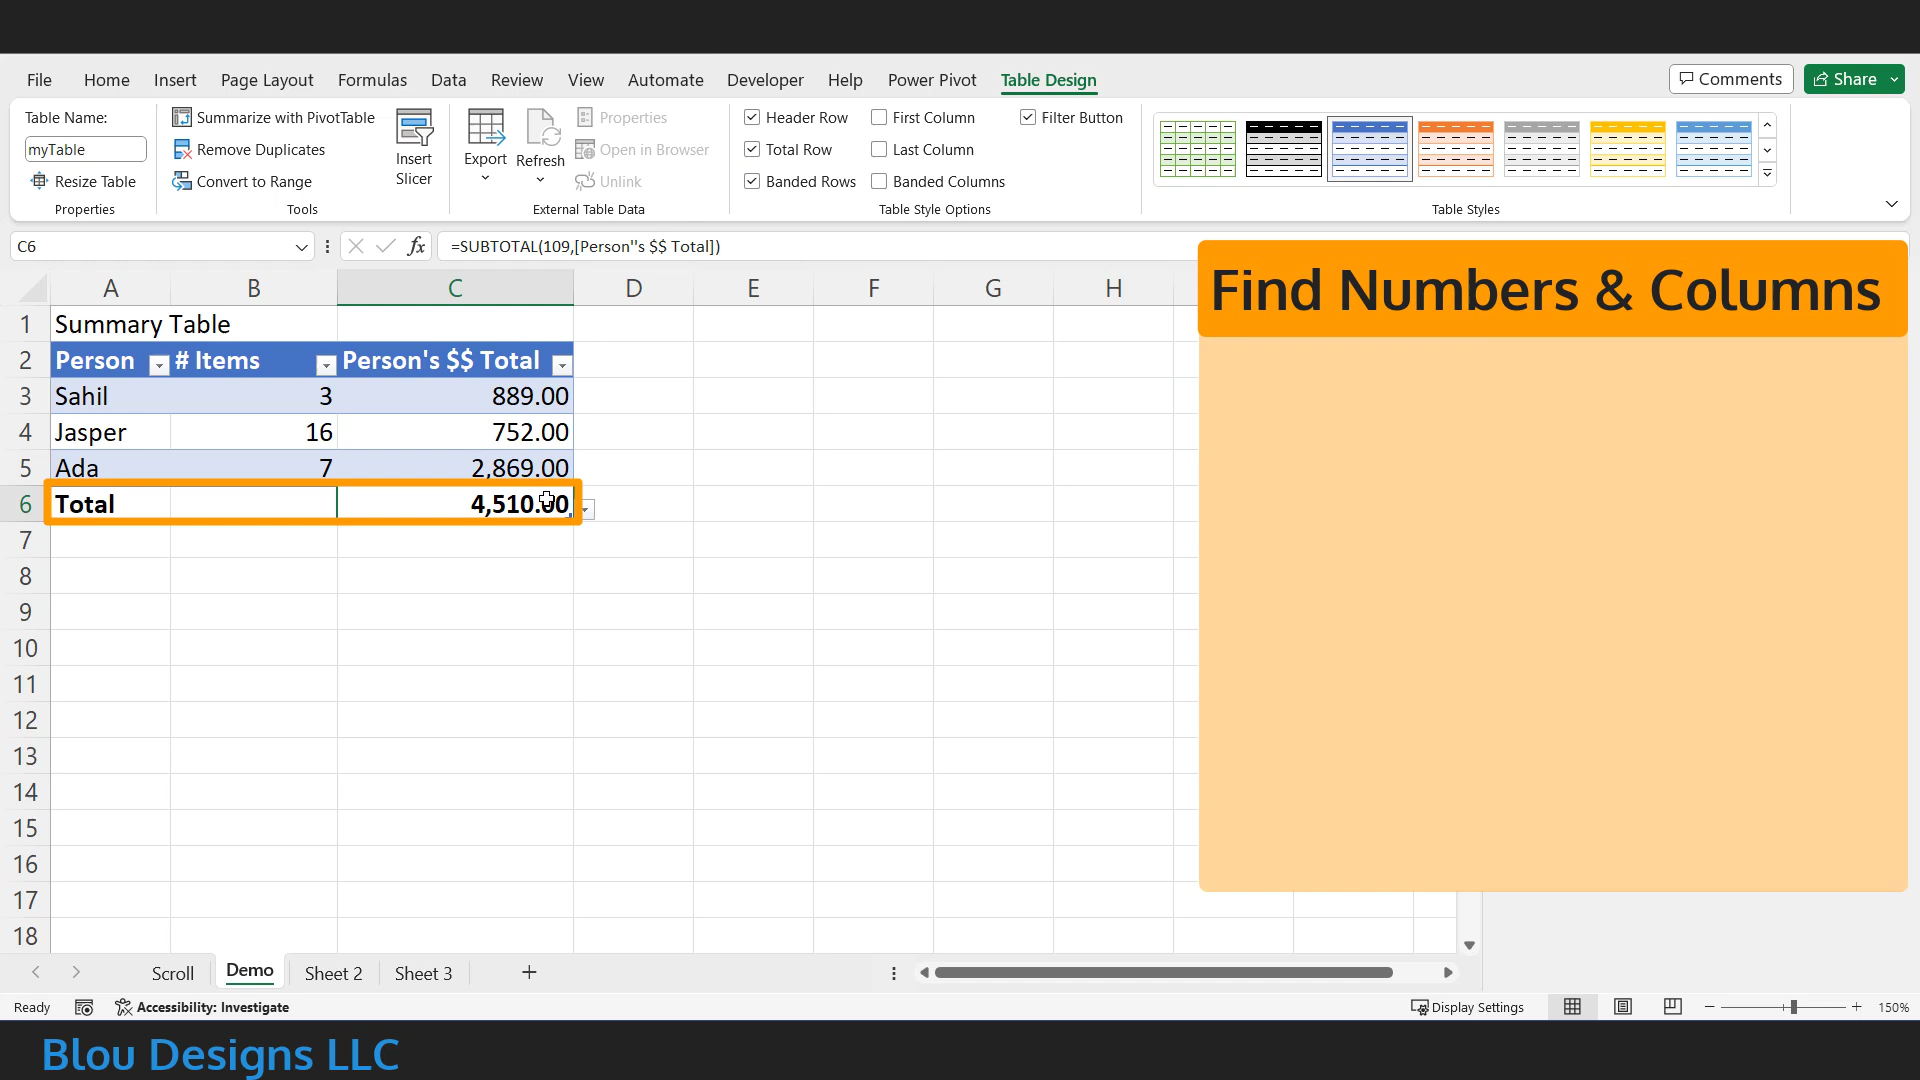 File Home Insert Page Layout Formulas Data Review View Automate Developer Help Power Pivot Table Design Comments Share
Table Name:
myTable
Resize Table
Properties
Summarize with PivotTable
Remove Duplicates
Convert to Range
Insert
Slicer
Tools
Export
Refresh
Properties
Open in Browser
Unlink
External Table Data
Header Row First Column Filter Button
Total Row Last Column
Banded Rows Banded Columns
Table Style Options
Table Styles
C6 fx =SUBTOTAL(109,[Person''s $$ Total])
Find Numbers & Columns
A B C D E F G H
1 Summary Table
2 Person # Items Person's $$ Total
3 Sahil 3 889.00
4 Jasper 16 752.00
5 Ada 7 2,869.00
6 Total 4,510.00
7
8
9
10
11
12
13
14
15
16
17
18
Scroll Demo Sheet 2 Sheet 3
Ready Accessibility: Investigate Display Settings 150%
Blou Designs LLC